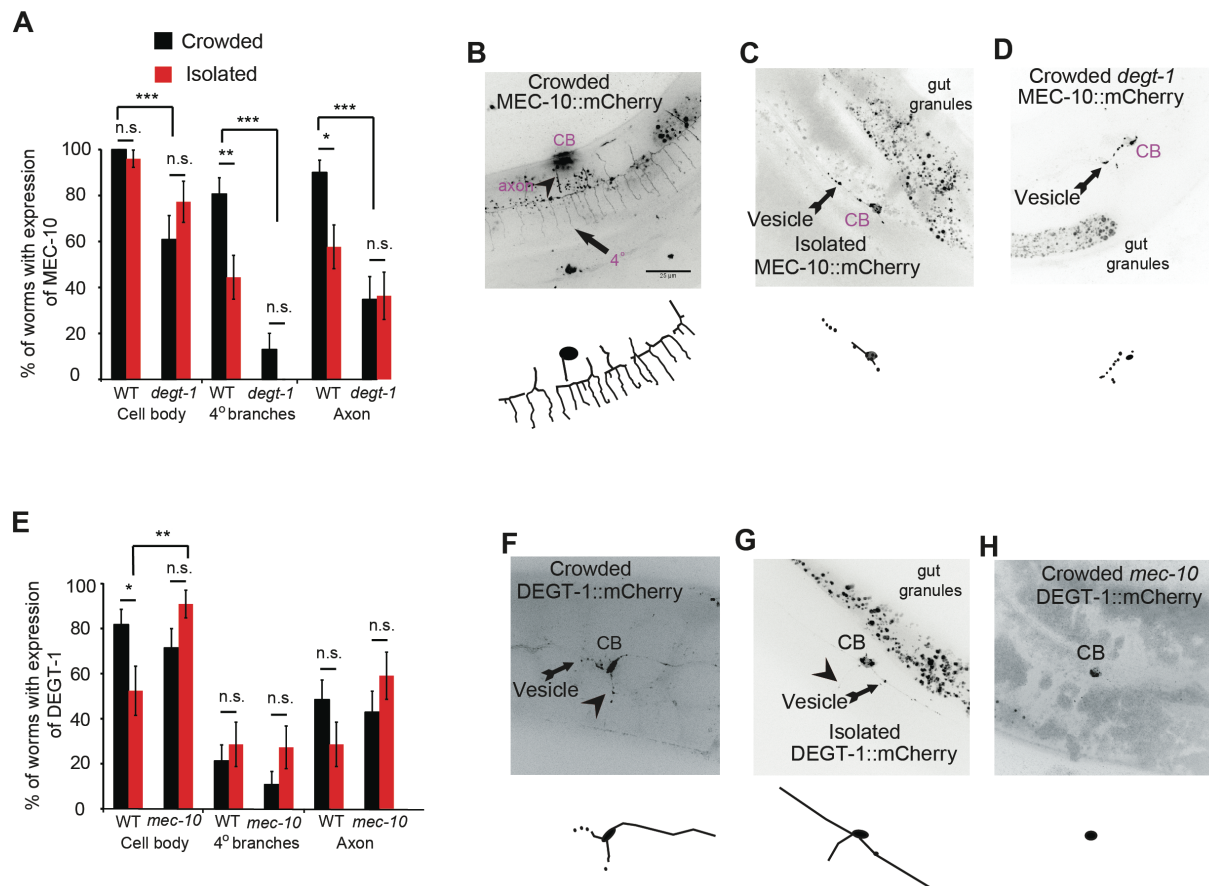 A
Crowded
Isolated
% of worms with expression
of MEC-10
100
80
60
40
20
0
***
n.s.
n.s.
***
**
n.s.
***
*
n.s.
WT degt-1 WT degt-1 WT degt-1
Cell body 4° branches Axon
B
Crowded
MEC-10::mCherry
CB
axon
4°
25 µm
C
gut
granules
Vesicle
CB
Isolated
MEC-10::mCherry
D
Crowded degt-1
MEC-10::mCherry
CB
Vesicle
gut
granules
E
% of worms with expression
of DEGT-1
100
80
60
40
20
0
**
*
n.s.
n.s.
n.s.
n.s.
n.s.
WT mec-10 WT mec-10 WT mec-10
Cell body 4° branches Axon
F
Crowded
DEGT-1::mCherry
CB
Vesicle
G
gut
granules
CB
Vesicle
Isolated
DEGT-1::mCherry
H
Crowded mec-10
DEGT-1::mCherry
CB